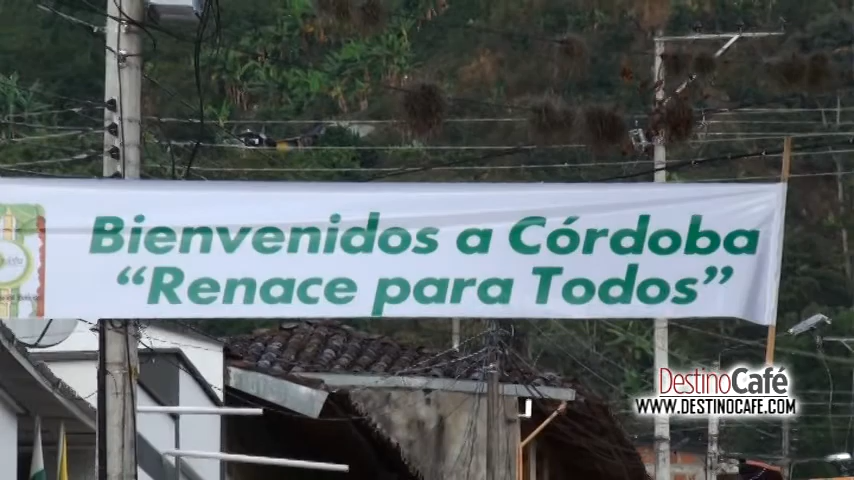 Bienvenidos a Córdoba
“Renace para Todos”
DestinoCafé
WWW.DESTINOCAFE.COM